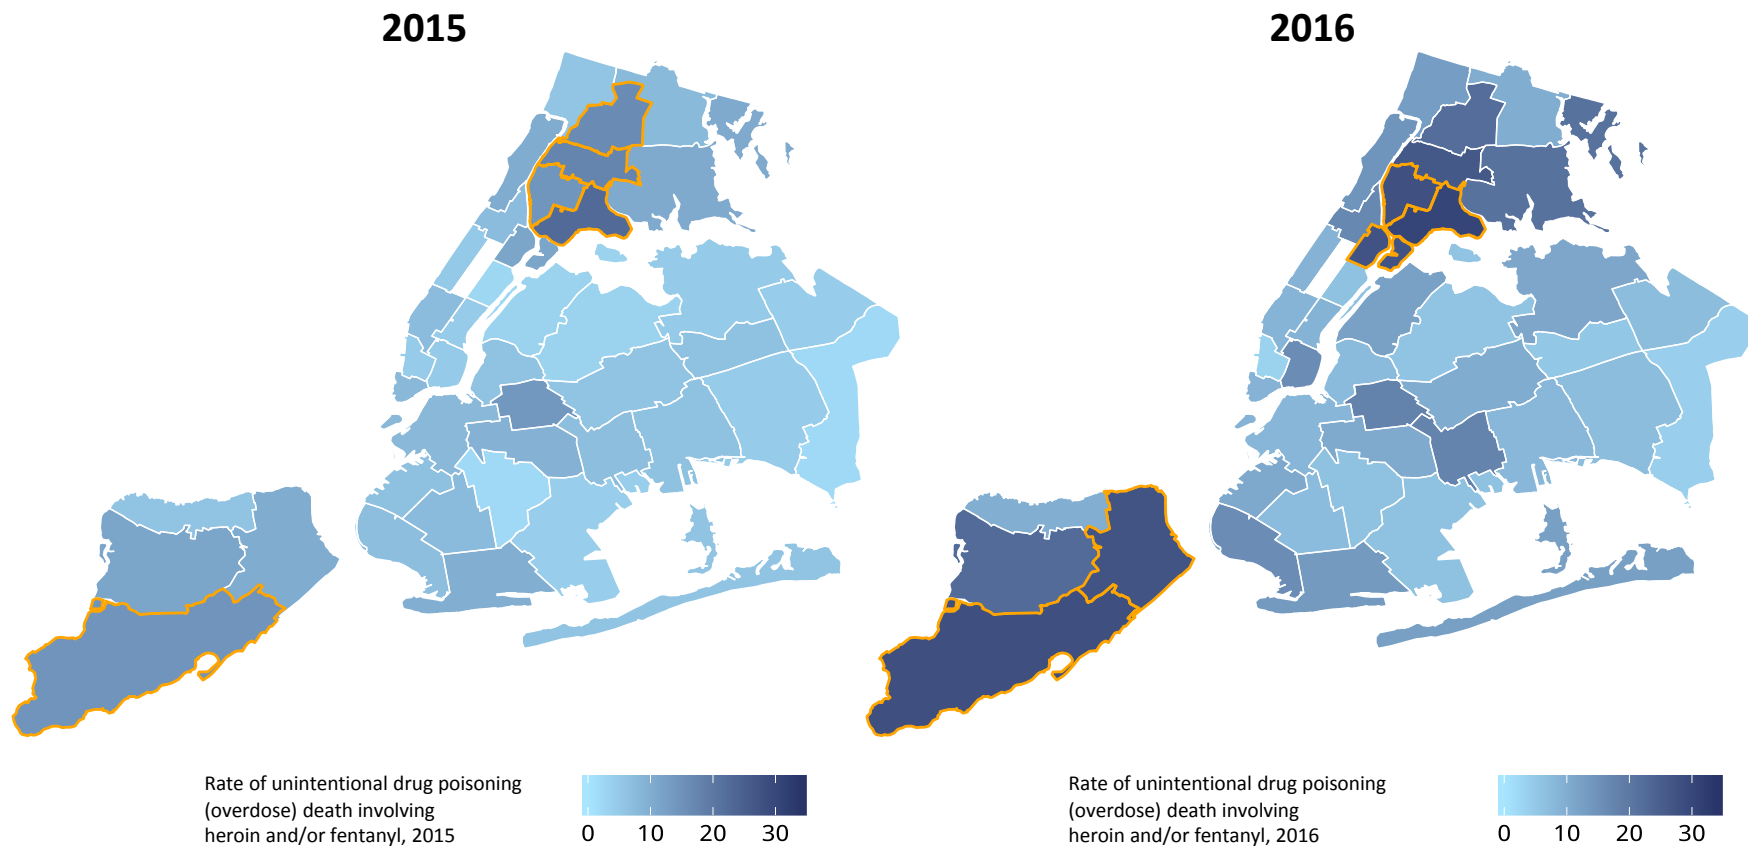 2015
2016
Rate of unintentional drug poisoning
(overdose) death involving
heroin and/or fentanyl, 2015
0 10 20 30
Rate of unintentional drug poisoning
(overdose) death involving
heroin and/or fentanyl, 2016
0 10 20 30